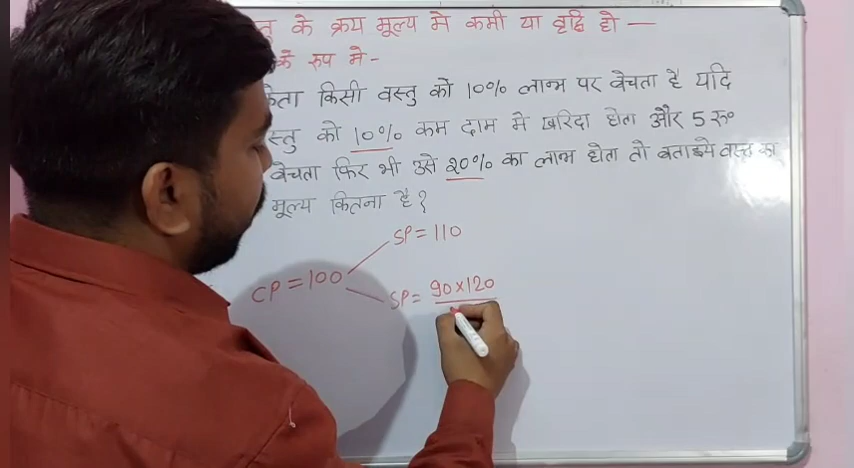 के क्रय मूल्य मे कमी या वृद्धि हो —
के रुप मे -
किसी वस्तु को 10% लाभ पर बेचता है यदि
को 10% कम दाम मे खरिदा होता और 5 रु०
बेचता फिर भी उसे 20% का लाभ होता तो बताइये वस्तु का
मूल्य कितना है?
SP = 110
CP = 100
SP = 90 x 120